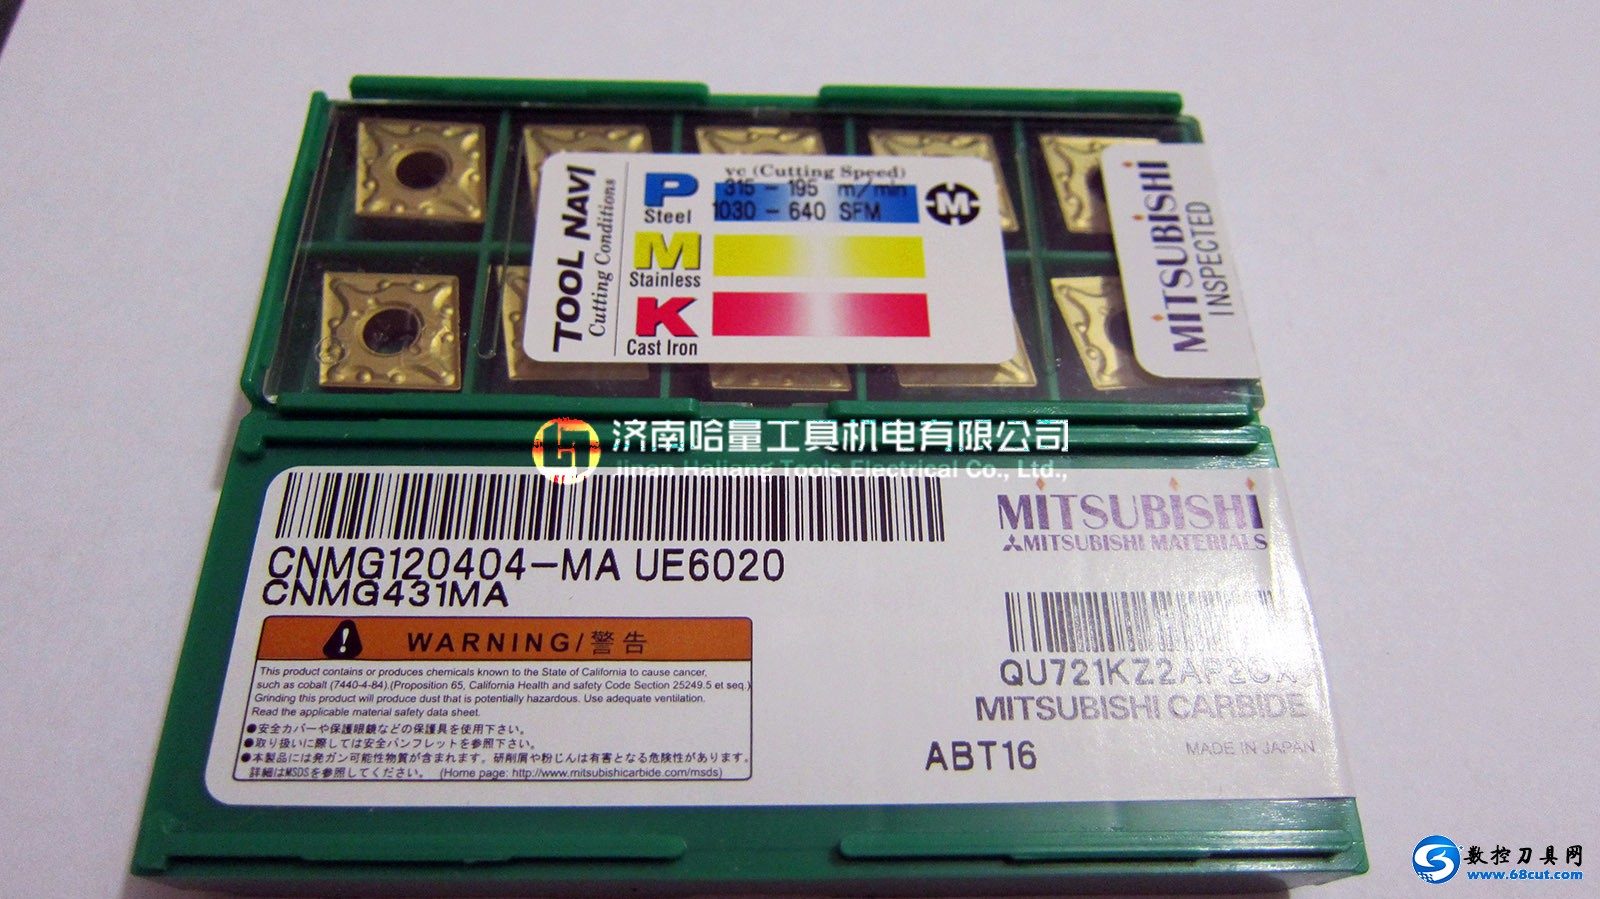 TOOL NAVI
Cutting Conditions
vc (Cutting Speed)
P
Steel
315 - 195 m/min
1030 - 640 SFM
M
M
Stainless
K
Cast Iron
MITSUBISHI
INSPECTED
济南哈量工具机电有限公司
Jinan Haliang Tools Electrical Co., Ltd.,
CNMG120404-MA UE6020
CNMG431MA
WARNING/警告
This product contains or produces chemicals known to the State of California to cause cancer,
such as cobalt (7440-4-84).(Proposition 65, California Health and safety Code Section 25249.5 et seq.)
Grinding this product will produce dust that is potentially hazardous. Use adequate ventilation.
Read the applicable material safety data sheet.
●安全カバーや保護眼鏡などの保護具を使用下さい。
●取り扱いに際しては安全パンフレットを参照下さい。
●本製品には発ガン可能性物質が含まれます。研削屑や粉じんは有害となる危険性があります。
詳細はMSDSを参照してください。 (Home page: http://www.mitsubishicarbide.com/msds)
MITSUBISHI
MITSUBISHI MATERIALS
MITSUBISHI CARBIDE
ABT16
MADE IN JAPAN
数控刀具网
www.68cut.com